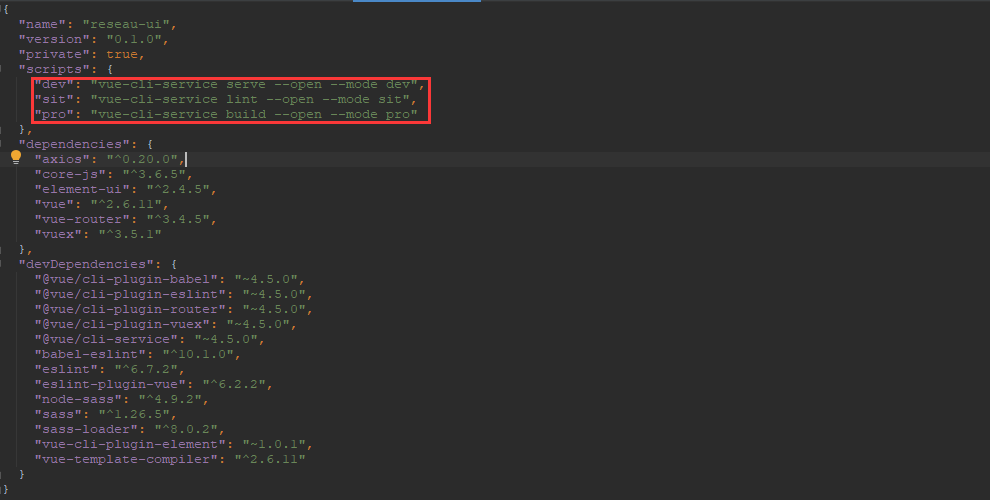 {
"name": "reseau-ui",
"version": "0.1.0",
"private": true,
"scripts": {
"dev": "vue-cli-service serve --open --mode dev",
"sit": "vue-cli-service lint --open --mode sit",
"pro": "vue-cli-service build --open --mode pro"
},
"dependencies": {
"axios": "^0.20.0",
"core-js": "^3.6.5",
"element-ui": "^2.4.5",
"vue": "^2.6.11",
"vue-router": "^3.4.5",
"vuex": "^3.5.1"
},
"devDependencies": {
"@vue/cli-plugin-babel": "~4.5.0",
"@vue/cli-plugin-eslint": "~4.5.0",
"@vue/cli-plugin-router": "~4.5.0",
"@vue/cli-plugin-vuex": "~4.5.0",
"@vue/cli-service": "~4.5.0",
"babel-eslint": "^10.1.0",
"eslint": "^6.7.2",
"eslint-plugin-vue": "^6.2.2",
"node-sass": "^4.9.2",
"sass": "^1.26.5",
"sass-loader": "^8.0.2",
"vue-cli-plugin-element": "~1.0.1",
"vue-template-compiler": "^2.6.11"
}
}